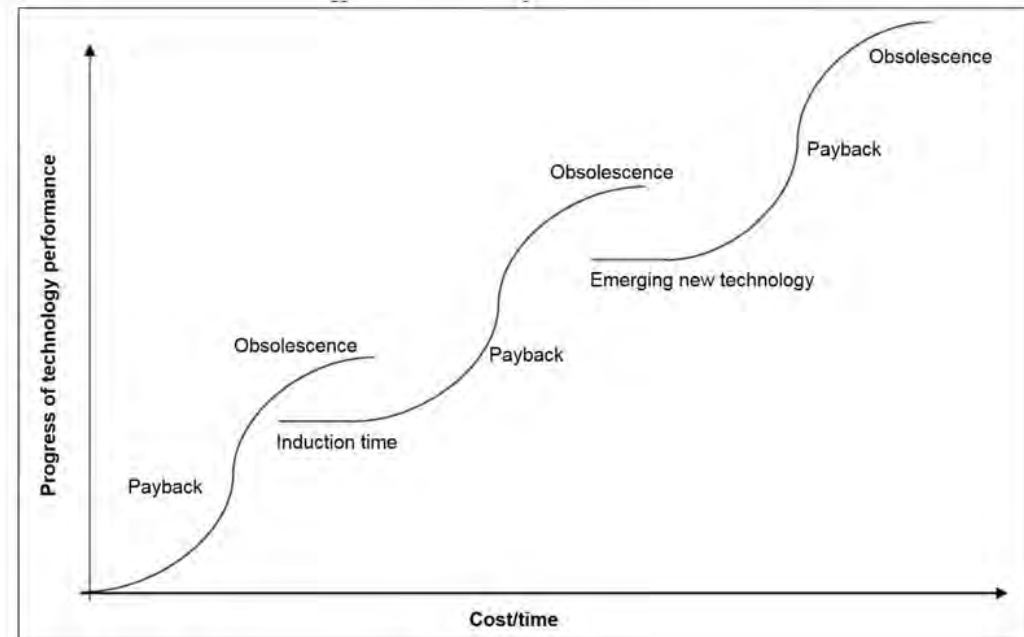 Obsolescence
Payback
Obsolescence
Emerging new technology
Obsolescence
Payback
Induction time
Payback
Progress of technology performance
Cost/time